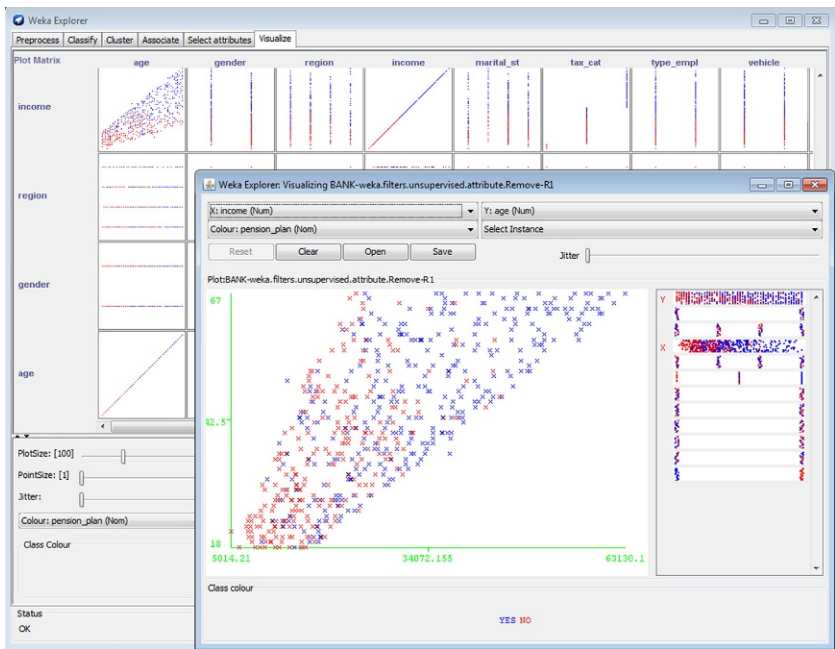 Weka Explorer
Preprocess Classify Cluster Associate Select attributes Visualize
Plot Matrix age gender region income marital_st tax_cat type_empl vehicle
income
region
gender
age
PlotSize: [100]
PointSize: [1]
Jitter:
Colour: pension_plan (Nom)
Class Colour
Status
OK
Weka Explorer: Visualizing BANK-weka.filters.unsupervised.attribute.Remove-R1
X: income (Num) Y: age (Num)
Colour: pension_plan (Nom) Select Instance
Reset Clear Open Save Jitter
Plot:BANK-weka.filters.unsupervised.attribute.Remove-R1
67
42.5
18
5014.21 34072.155 63130.1
Y
X
Class colour
YES NO